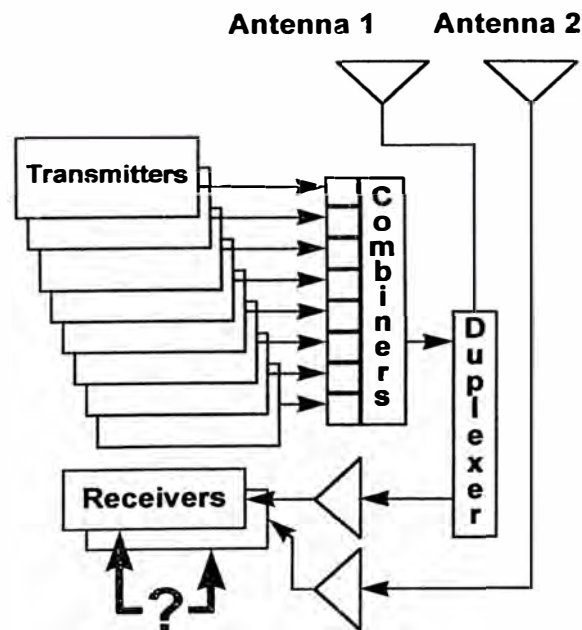 Antenna 1 Antenna 2
Transmitters
Combiners
Duplexer
Receivers
?